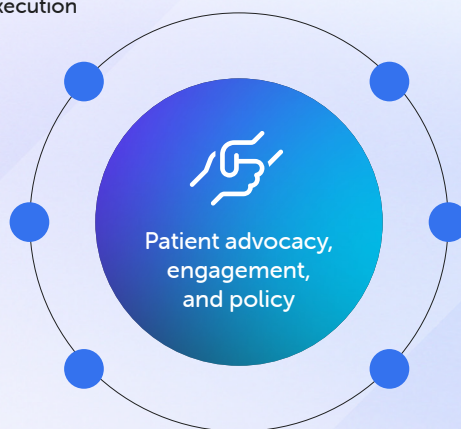 Patient advocacy,
engagement,
and policy